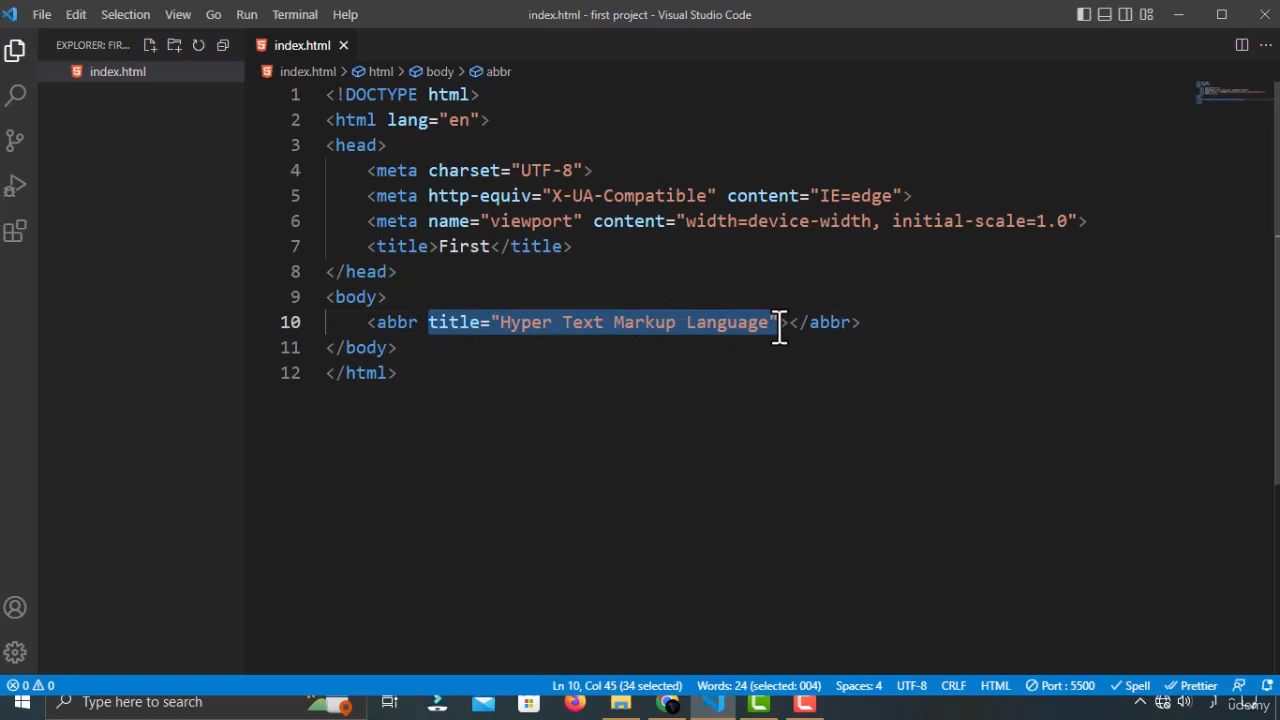 File Edit Selection View Go Run Terminal Help index.html - first project - Visual Studio Code
EXPLORER: FIR... index.html
index.html index.html > html > body > abbr
1 <!DOCTYPE html>
2 <html lang="en">
3 <head>
4 <meta charset="UTF-8">
5 <meta http-equiv="X-UA-Compatible" content="IE=edge">
6 <meta name="viewport" content="width=device-width, initial-scale=1.0">
7 <title>First</title>
8 </head>
9 <body>
10 <abbr title="Hyper Text Markup Language"></abbr>
11 </body>
12 </html>
0 0 Ln 10, Col 45 (34 selected) Words: 24 (selected: 004) Spaces: 4 UTF-8 CRLF HTML Port : 5500 Spell Prettier
Type here to search
udemy